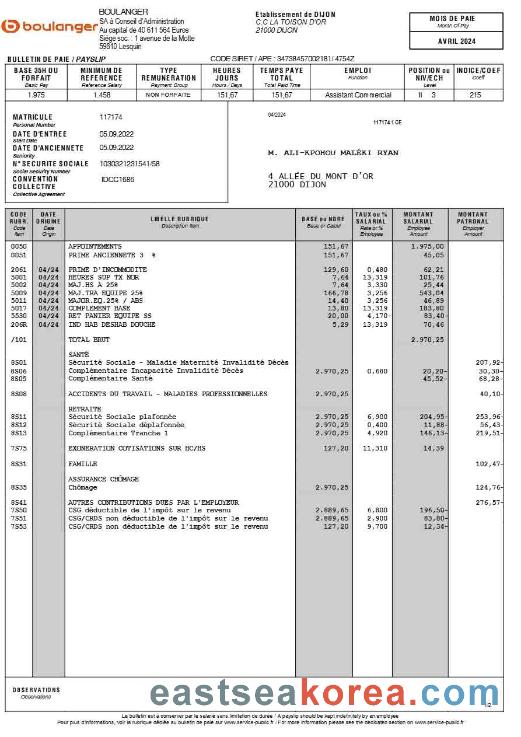 boulanger
BOULANGER
SA à Conseil d'Administration
Au capital de 40 611 564 Euros
Siège soc. : 1 avenue de la Motte
59810 Lesquin
Etablissement de DIJON
C.C LA TOISON D'OR
21000 DIJON
MOIS DE PAIE
Month Of Pay
AVRIL 2024
BULLETIN DE PAIE / PAYSLIP
CODE SIRET / APE : 34738457002181/ 4754Z
BASE 35H OU FORFAIT Basic Pay MINIMUM DE REFERENCE Reference Salary TYPE REMUNERATION Payment Group HEURES JOURS Hours / Days TEMPS PAYE TOTAL Total Paid Time EMPLOI Function POSITION ou NIV/ECH Level INDICE/COEF Coeff
1.975 1.458 NON FORFAITE 151,67 151,67 Assistant Commercial II 3 215
MATRICULE 117174
Personal Number
DATE D'ENTREE 05.09.2022
Start Date
DATE D'ANCIENNETE 05.09.2022
Seniority
N°SECURITE SOCIALE 1030321231541/58
Social Security Number
CONVENTION COLLECTIVE IDCC1686
Collective Agreement
04/2024
117174 1 GE
M. ALI-KPOHOU MALÉKI RYAN
4 ALLÉE DU MONT D'OR
21000 DIJON
CODE RUBR. Code Item DATE ORIGINE Date Origin LIBELLE RUBRIQUE Description Item BASE ou NBRE Base or Calcul TAUX ou % SALARIAL Rate or % Employee MONTANT SALARIAL Employee Amount MONTANT PATRONAL Employer Amount
0050 APPOINTEMENTS 151,67 1.975,00
0051 PRIME ANCIENNETE 3 % 151,67 45,05
2061 04/24 PRIME D'INCOMMODITE 129,60 0,480 62,21
5001 04/24 HEURES SUP TX NOR 7,64 13,319 101,76
5002 04/24 MAJ.HS A 25% 7,64 3,330 25,44
5009 04/24 MAJ.TRA EQUIPE 25% 166,78 3,256 543,04
5011 04/24 MAJOR.EQ.25% / ABS 14,40 3,256 46,89
5017 04/24 COMPLEMENT BASE 13,80 13,319 183,80
5530 04/24 RET PANIER EQUIPE SS 20,00 4,170 83,40
206R 04/24 IND HAB DESHAB DOUCHE 5,29 13,319 70,46
/101 TOTAL BRUT 2.970,25
SANTÉ
8S01 Sécurité Sociale - Maladie Maternité Invalidité Décès 207,92-
8S06 Complémentaire Incapacité Invalidité Décès 2.970,25 0,680 20,20- 30,30-
8S05 Complémentaire Santé 45,52- 68,28-
8S08 ACCIDENTS DU TRAVAIL - MALADIES PROFESSIONNELLES 2.970,25 40,10-
RETRAITE
8S11 Sécurité Sociale plafonnée 2.970,25 6,900 204,95- 253,96-
8S12 Sécurité Sociale déplafonnée 2.970,25 0,400 11,88- 56,43-
8S13 Complémentaire Tranche 1 2.970,25 4,920 146,13- 219,51-
7S75 EXONERATION COTISATIONS SUR HC/HS 127,20 11,310 14,39
8S31 FAMILLE 102,47-
ASSURANCE CHÔMAGE
8S35 Chômage 2.970,25 124,76-
8S41 AUTRES CONTRIBUTIONS DUES PAR L'EMPLOYEUR 276,57-
7S50 CSG déductible de l'impôt sur le revenu 2.889,65 6,800 196,50-
7S51 CSG/CRDS non déductible de l'impôt sur le revenu 2.889,65 2,900 83,80-
7S53 CSG/CRDS non déductible de l'impôt sur le revenu 127,20 9,700 12,34-
OBSERVATIONS
Observations
eastseakorea.com
Le bulletin est à conserver par le salarié sans limitation de durée / A payslip should be kept indefinitely by an employee
Pour plus d'informations, voir la rubrique dédiée au bulletin de paie sur www.service-public.fr / For more information please see the dedicated section on www.service-public.fr